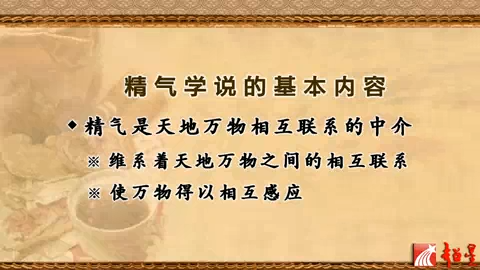 精气学说的基本内容
精气是天地万物相互联系的中介
※ 维系着天地万物之间的相互联系
※ 使万物得以相互感应
超星